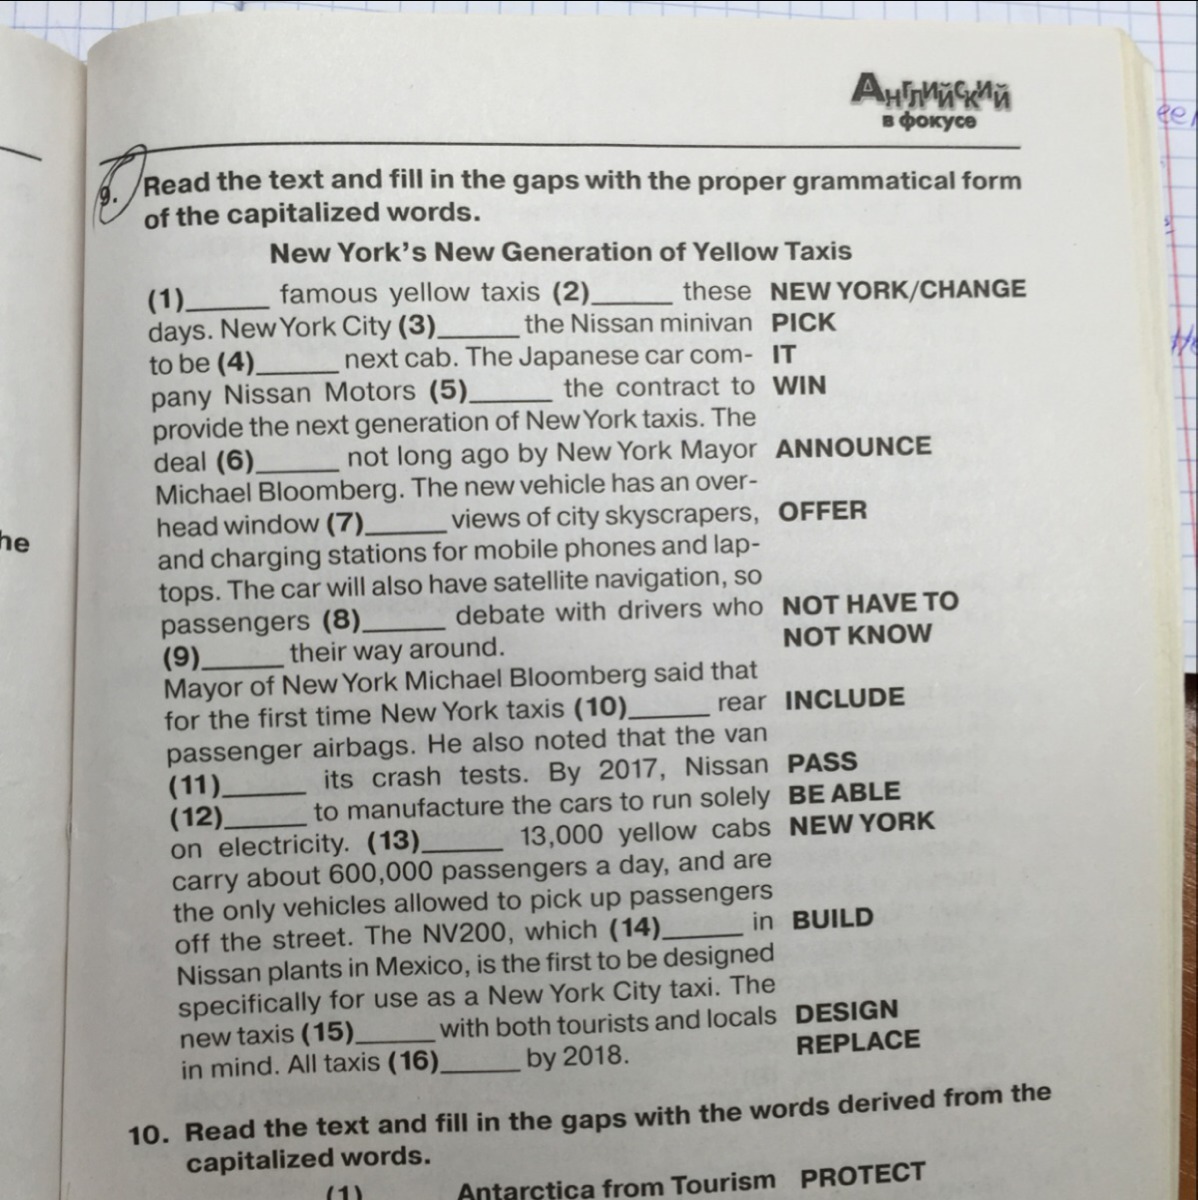 Английский
в фокусе
9. Read the text and fill in the gaps with the proper grammatical form
of the capitalized words.
New York's New Generation of Yellow Taxis
(1)______ famous yellow taxis (2)______ these NEW YORK/CHANGE
days. New York City (3)______ the Nissan minivan PICK
to be (4)______ next cab. The Japanese car com- IT
pany Nissan Motors (5)______ the contract to WIN
provide the next generation of New York taxis. The
deal (6)______ not long ago by New York Mayor ANNOUNCE
Michael Bloomberg. The new vehicle has an over-
he head window (7)______ views of city skyscrapers, OFFER
and charging stations for mobile phones and lap-
tops. The car will also have satellite navigation, so
passengers (8)______ debate with drivers who NOT HAVE TO
(9)______ their way around. NOT KNOW
Mayor of New York Michael Bloomberg said that
for the first time New York taxis (10)______ rear INCLUDE
passenger airbags. He also noted that the van
(11)______ its crash tests. By 2017, Nissan PASS
(12)______ to manufacture the cars to run solely BE ABLE
on electricity. (13)______ 13,000 yellow cabs NEW YORK
carry about 600,000 passengers a day, and are
the only vehicles allowed to pick up passengers
off the street. The NV200, which (14)______ in BUILD
Nissan plants in Mexico, is the first to be designed
specifically for use as a New York City taxi. The
new taxis (15)______ with both tourists and locals DESIGN
in mind. All taxis (16)______ by 2018. REPLACE
10. Read the text and fill in the gaps with the words derived from the
capitalized words.
(1) Antarctica from Tourism PROTECT